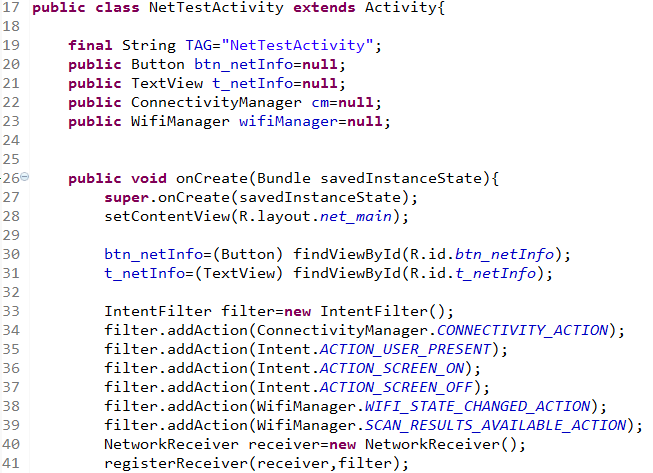 17 public class NetTestActivity extends Activity{
18
19     final String TAG="NetTestActivity";
20     public Button btn_netInfo=null;
21     public TextView t_netInfo=null;
22     public ConnectivityManager cm=null;
23     public WifiManager wifiManager=null;
24
25
26     public void onCreate(Bundle savedInstanceState){
27         super.onCreate(savedInstanceState);
28         setContentView(R.layout.net_main);
29
30         btn_netInfo=(Button) findViewById(R.id.btn_netInfo);
31         t_netInfo=(TextView) findViewById(R.id.t_netInfo);
32
33         IntentFilter filter=new IntentFilter();
34         filter.addAction(ConnectivityManager.CONNECTIVITY_ACTION);
35         filter.addAction(Intent.ACTION_USER_PRESENT);
36         filter.addAction(Intent.ACTION_SCREEN_ON);
37         filter.addAction(Intent.ACTION_SCREEN_OFF);
38         filter.addAction(WifiManager.WIFI_STATE_CHANGED_ACTION);
39         filter.addAction(WifiManager.SCAN_RESULTS_AVAILABLE_ACTION);
40         NetworkReceiver receiver=new NetworkReceiver();
41         registerReceiver(receiver,filter);